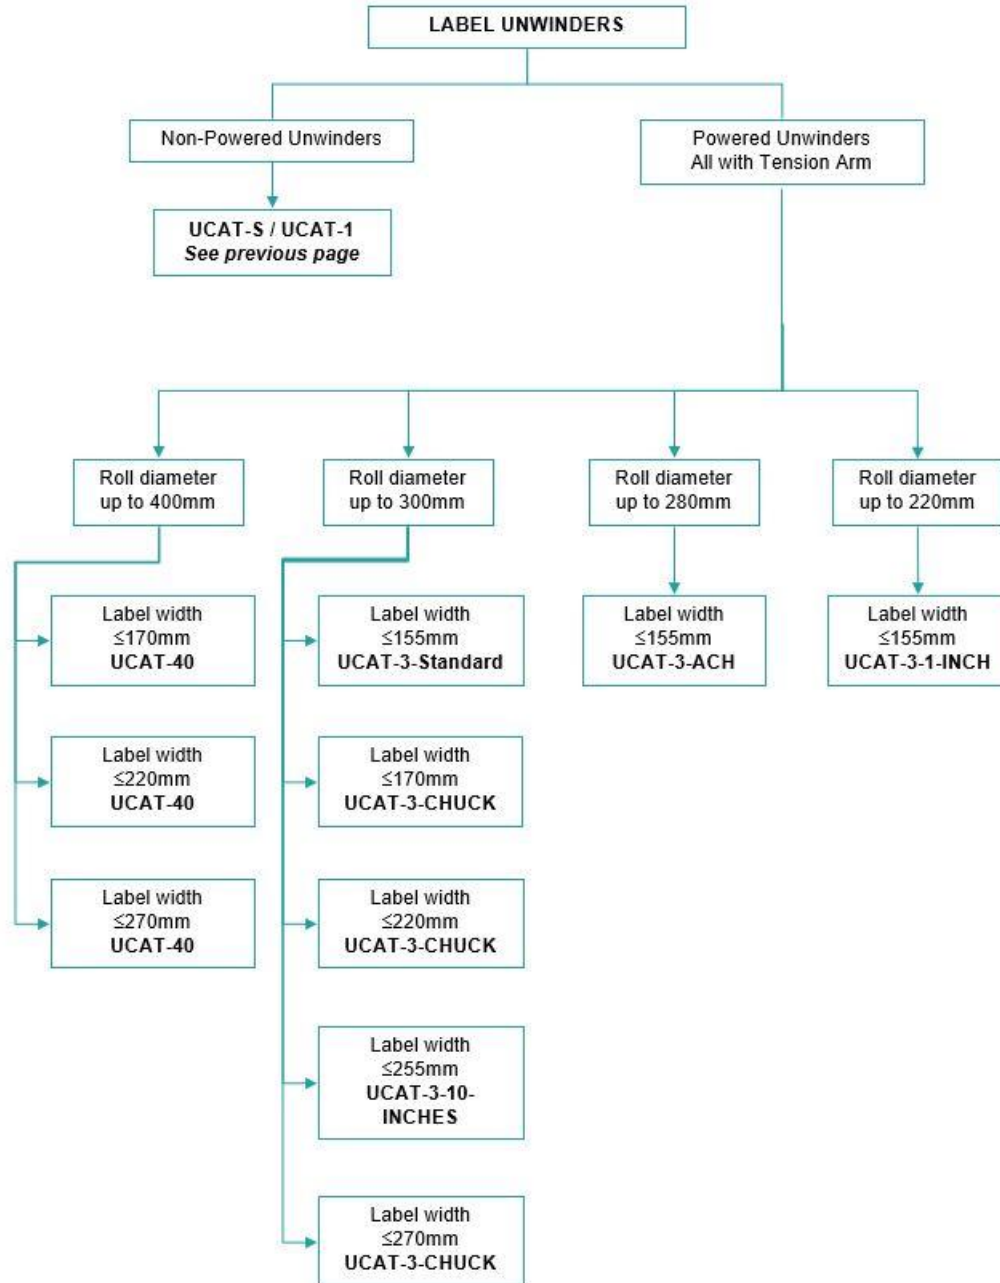 LABEL UNWINDERS
Non-Powered Unwinders
Powered Unwinders
All with Tension Arm
UCAT-S / UCAT-1
See previous page
Roll diameter
up to 400mm
Roll diameter
up to 300mm
Roll diameter
up to 280mm
Roll diameter
up to 220mm
Label width
≤170mm
UCAT-40
Label width
≤155mm
UCAT-3-Standard
Label width
≤155mm
UCAT-3-ACH
Label width
≤155mm
UCAT-3-1-INCH
Label width
≤220mm
UCAT-40
Label width
≤170mm
UCAT-3-CHUCK
Label width
≤270mm
UCAT-40
Label width
≤220mm
UCAT-3-CHUCK
Label width
≤255mm
UCAT-3-10-
INCHES
Label width
≤270mm
UCAT-3-CHUCK